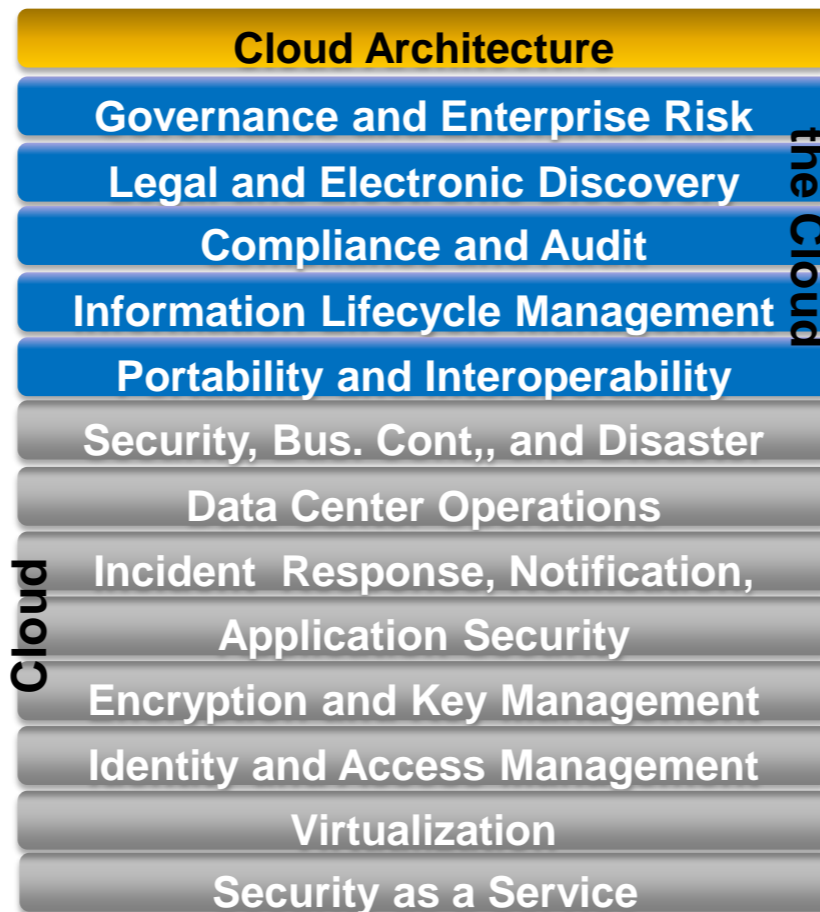 Cloud Architecture
Governance and Enterprise Risk
Legal and Electronic Discovery
Compliance and Audit
Information Lifecycle Management
Portability and Interoperability
the Cloud
Security, Bus. Cont,, and Disaster
Data Center Operations
Incident  Response, Notification,
Application Security
Encryption and Key Management
Identity and Access Management
Virtualization
Security as a Service
Cloud